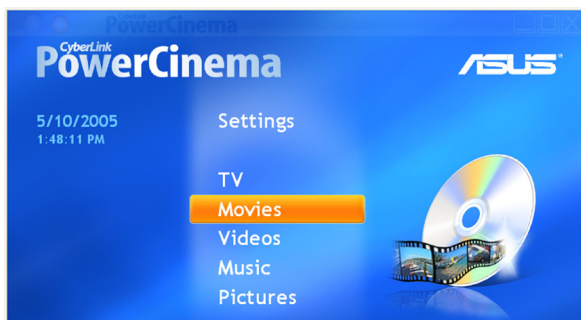 PowerCinema
CyberLink
PowerCinema
ASUS
5/10/2005
1:48:11 PM
Settings
TV
Movies
Videos
Music
Pictures